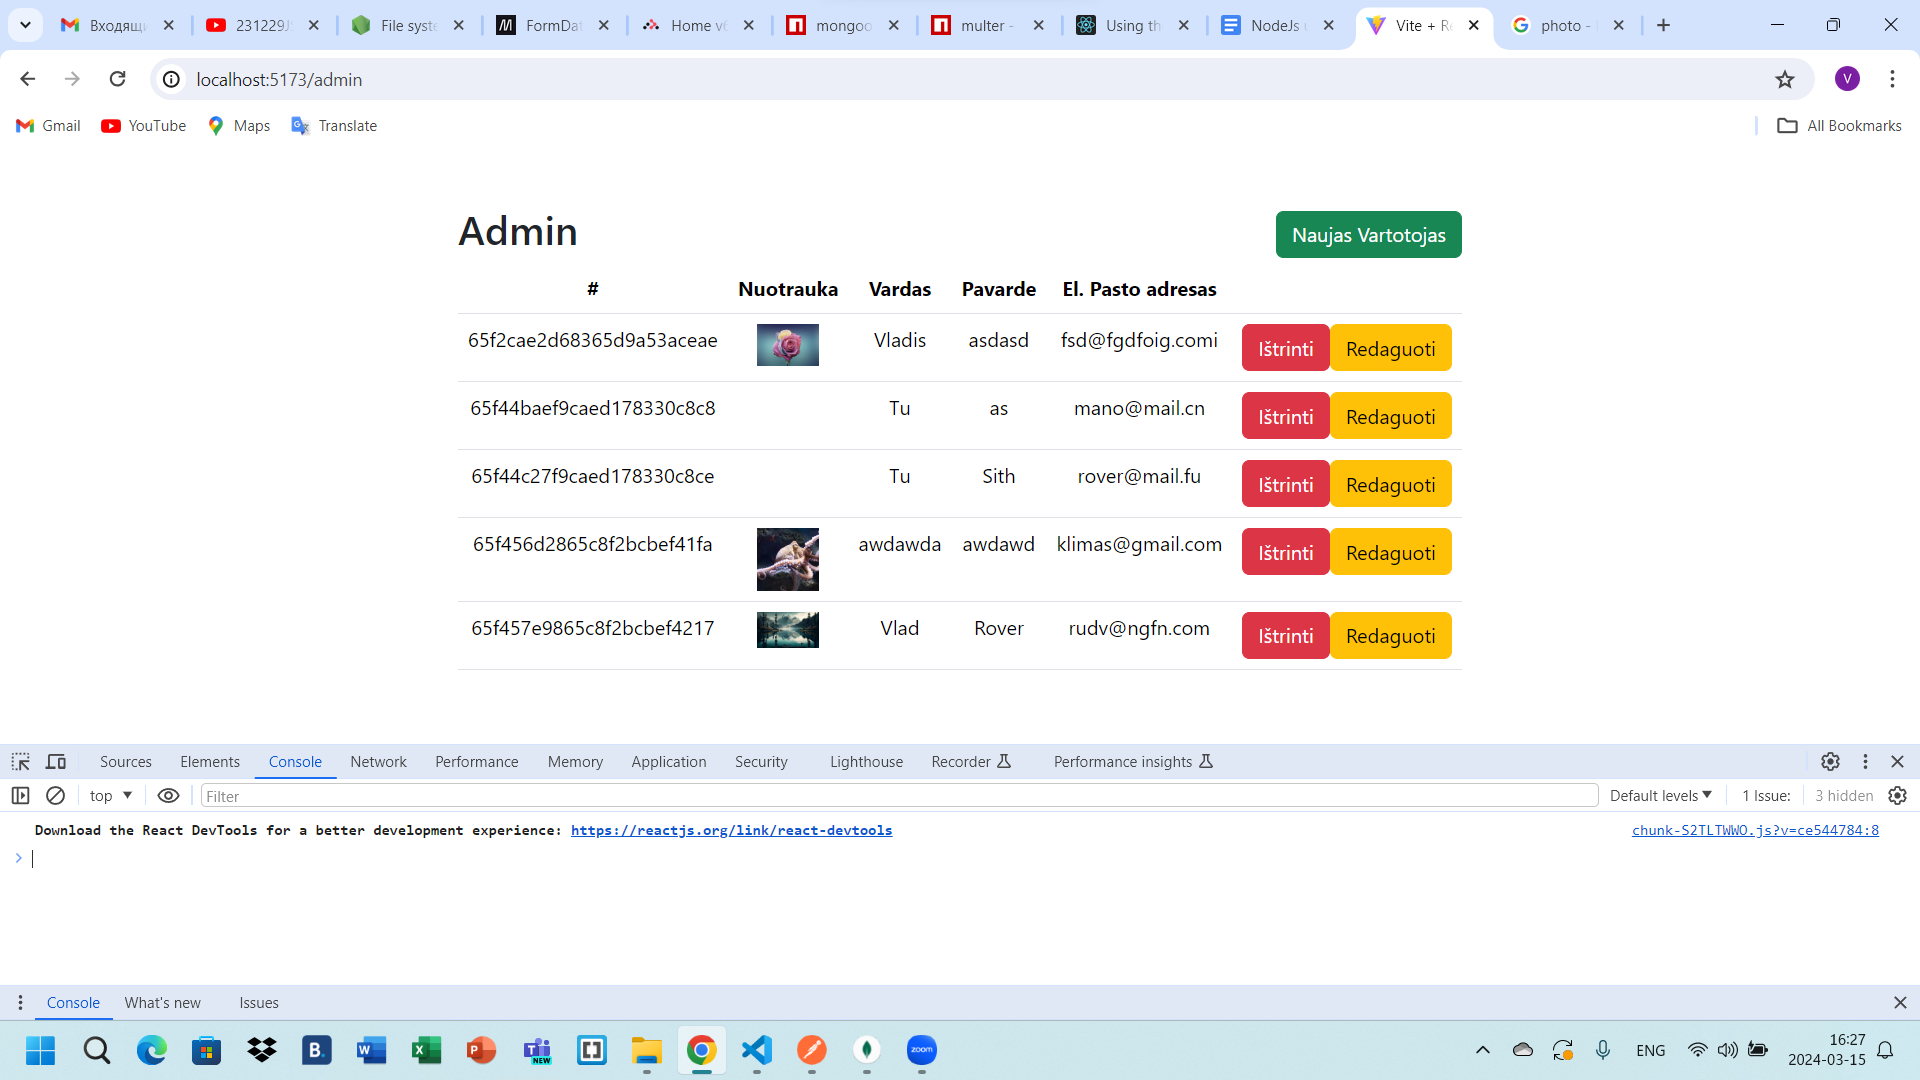 Входящи 231229J File syste FormDat Home v6 mongoo multer - Using th NodeJs Vite + Re photo -
localhost:5173/admin V
Gmail YouTube Maps Translate All Bookmarks
Admin Naujas Vartotojas
# Nuotrauka Vardas Pavarde El. Pasto adresas
65f2cae2d68365d9a53aceae Vladis asdasd fsd@fgdfoig.comi Ištrinti Redaguoti
65f44baef9caed178330c8c8 Tu as mano@mail.cn Ištrinti Redaguoti
65f44c27f9caed178330c8ce Tu Sith rover@mail.fu Ištrinti Redaguoti
65f456d2865c8f2bcbef41fa awdawda awdawd klimas@gmail.com Ištrinti Redaguoti
65f457e9865c8f2bcbef4217 Vlad Rover rudv@ngfn.com Ištrinti Redaguoti
Sources Elements Console Network Performance Memory Application Security Lighthouse Recorder Performance insights
top Filter Default levels 1 Issue: 3 hidden
Download the React DevTools for a better development experience: https://reactjs.org/link/react-devtools chunk-S2TLTWWO.js?v=ce544784:8
Console What's new Issues
ENG 16:27
2024-03-15